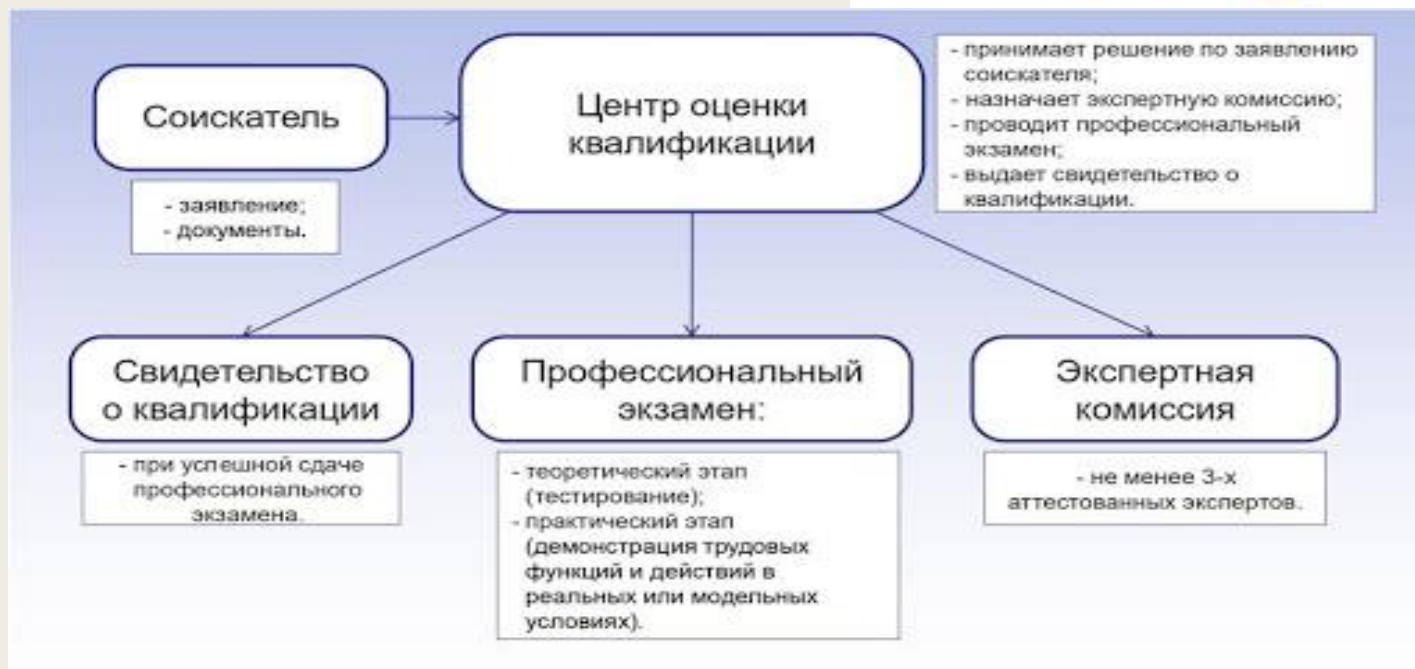 Соискатель
- заявление;
- документы.
Центр оценки
квалификации
- принимает решение по заявлению
соискателя;
- назначает экспертную комиссию;
- проводит профессиональный
экзамен;
- выдает свидетельство о
квалификации.
Свидетельство
о квалификации
- при успешной сдаче
профессионального
экзамена.
Профессиональный
экзамен:
- теоретический этап
(тестирование);
- практический этап
(демонстрация трудовых
функций и действий в
реальных или модельных
условиях).
Экспертная
комиссия
- не менее 3-х
аттестованных экспертов.